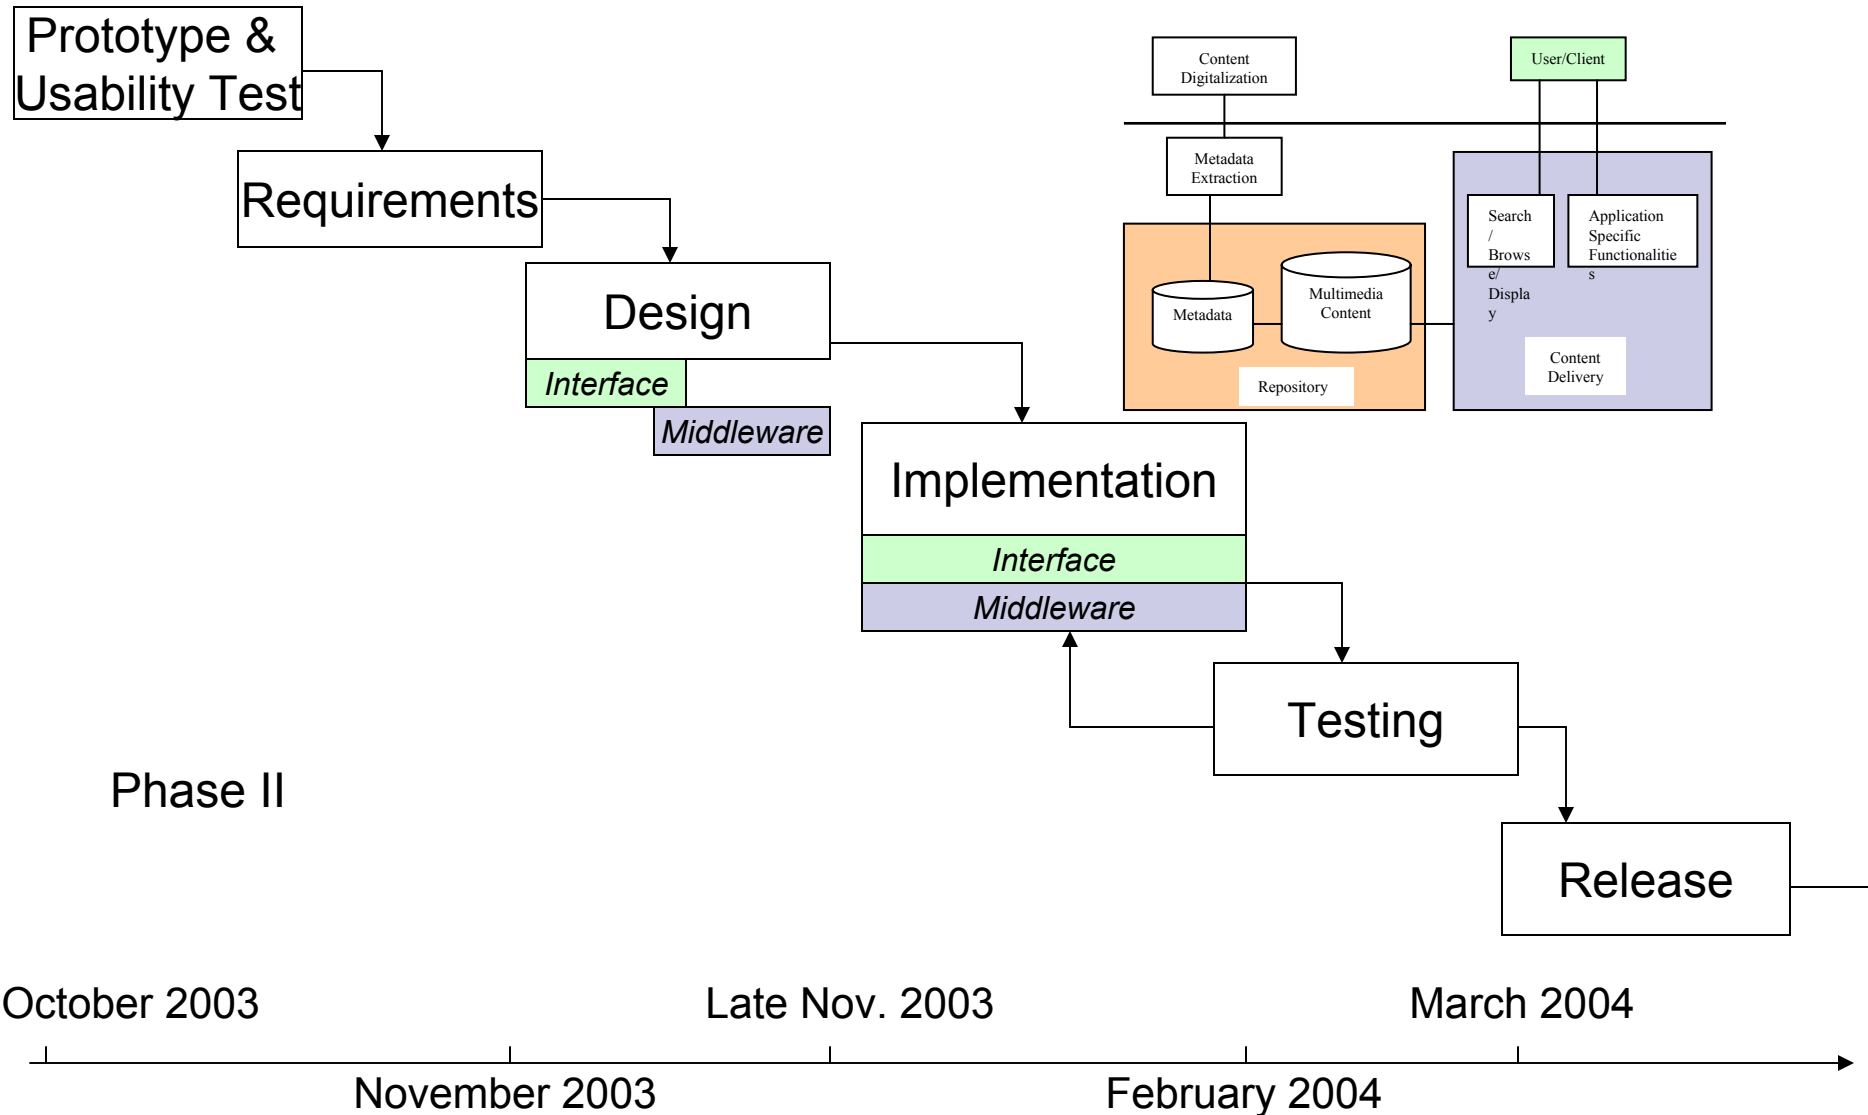 Prototype &
Usability Test
Requirements
Design
Interface
Middleware
Implementation
Interface
Middleware
Testing
Release
Phase II
Content
Digitalization
User/Client
Metadata
Extraction
Search
/
Brows
e/
Displa
y
Application
Specific
Functionalitie
s
Metadata
Multimedia
Content
Repository
Content
Delivery
October 2003
Late Nov. 2003
March 2004
November 2003
February 2004